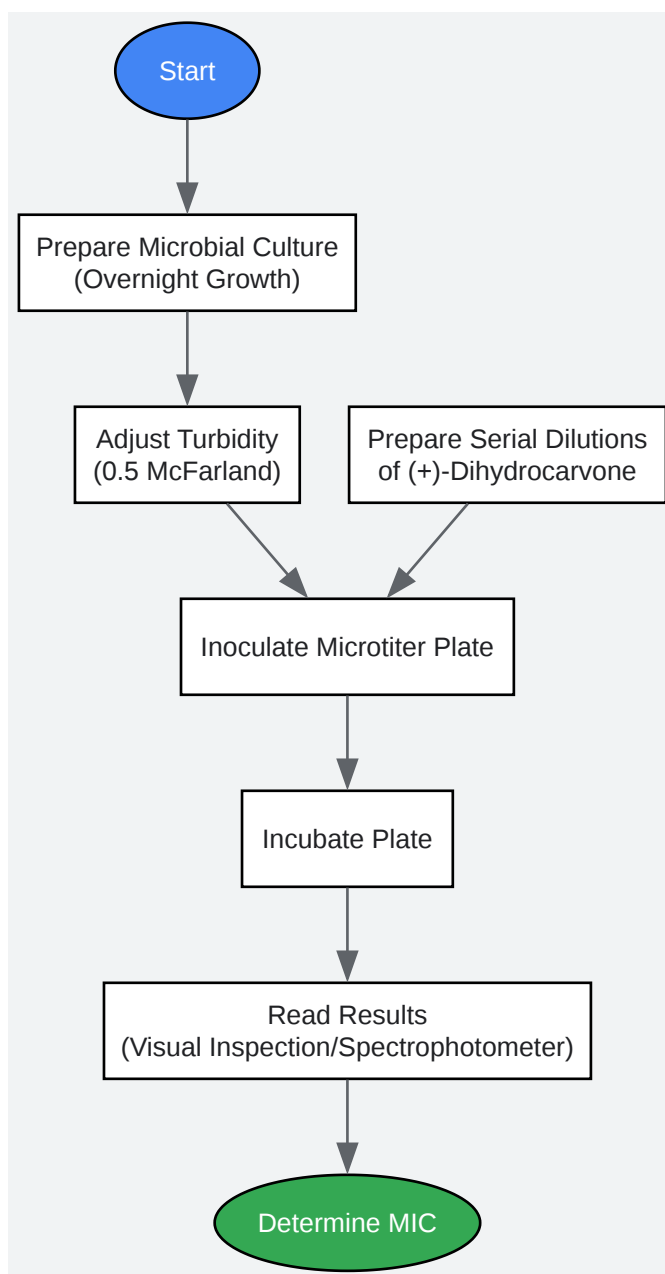 Start
Prepare Microbial Culture
(Overnight Growth)
Adjust Turbidity
(0.5 McFarland)
Prepare Serial Dilutions
of (+)-Dihydrocarvone
Inoculate Microtiter Plate
Incubate Plate
Read Results
(Visual Inspection/Spectrophotometer)
Determine MIC